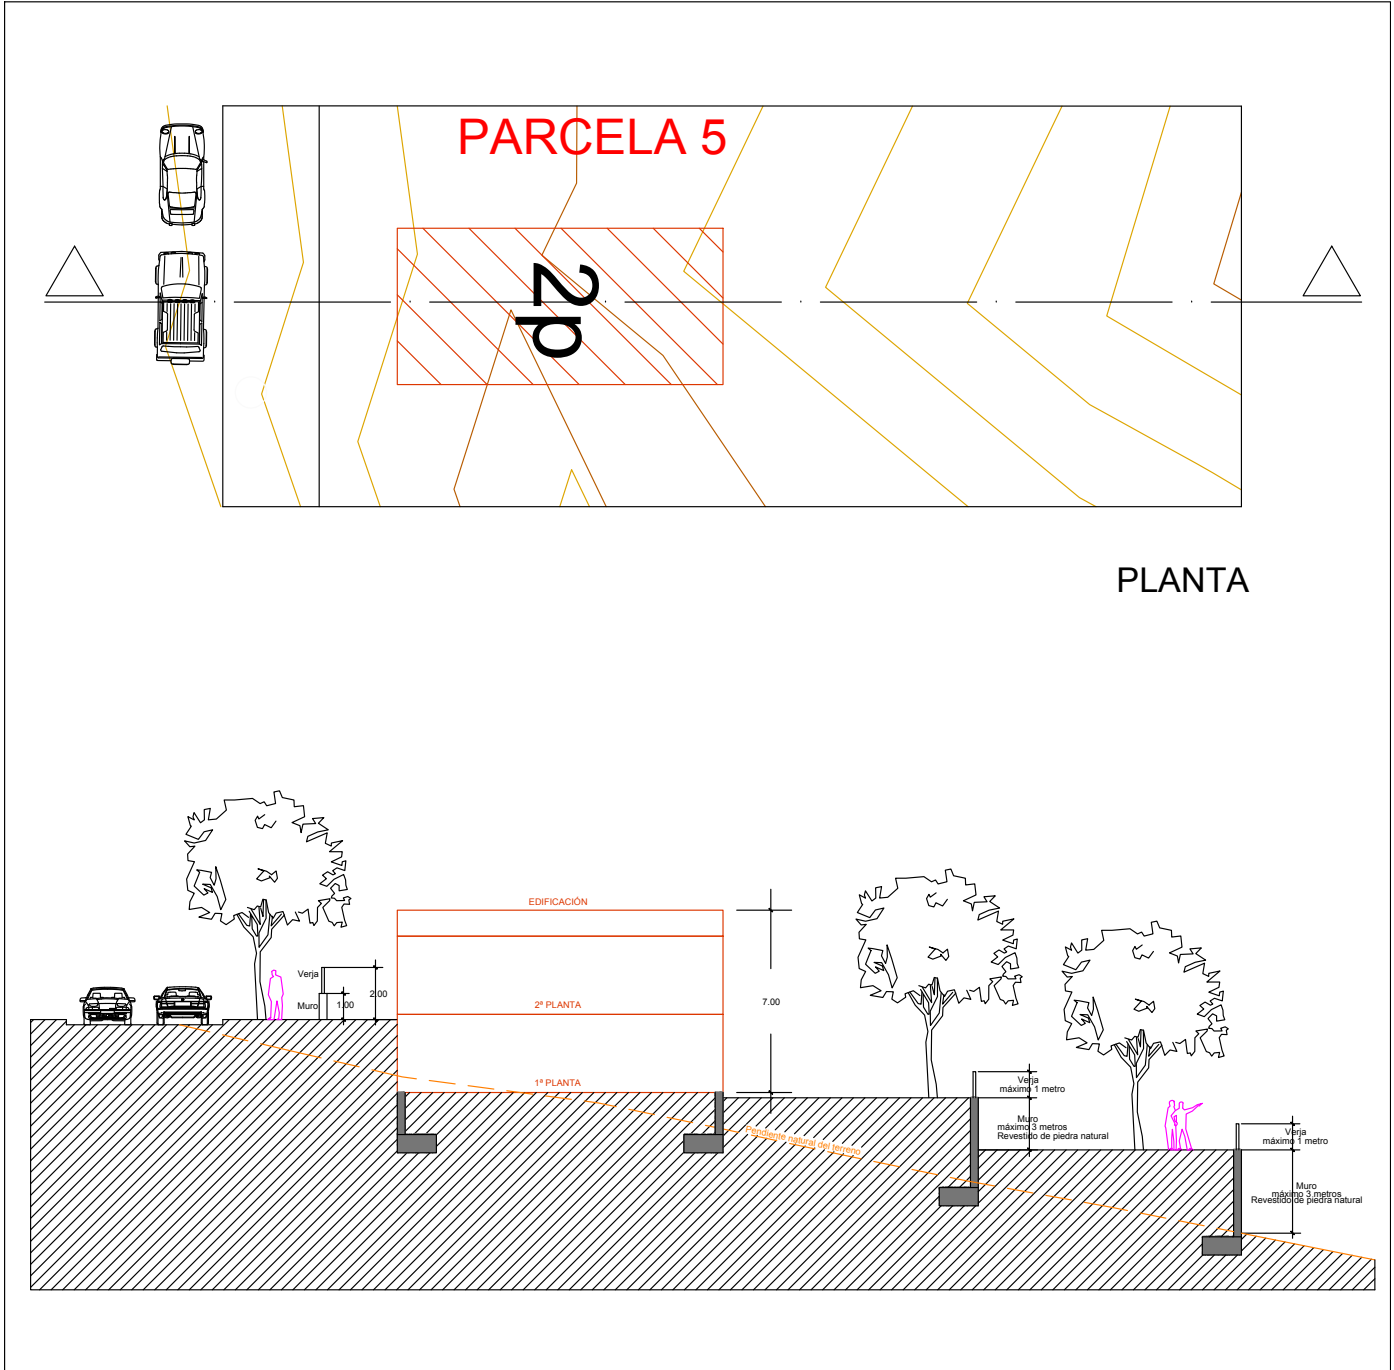 PARCELA 5
2p
PLANTA
EDIFICACIÓN
Verja
2.00
Muro
1.00
7.00
2ª PLANTA
1ª PLANTA
Verja
máximo 1 metro
Muro
máximo 3 metros
Revestido de piedra natural
Pendiente natural del terreno
Verja
máximo 1 metro
Muro
máximo 3 metros
Revestido de piedra natural